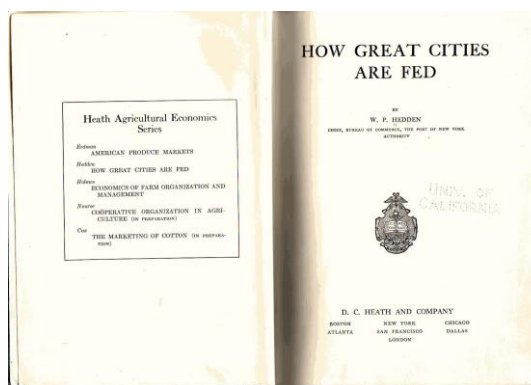 Heath Agricultural Economics
Series
Erdman
AMERICAN PRODUCE MARKETS
Hedden
HOW GREAT CITIES ARE FED
Holmes
ECONOMICS OF FARM ORGANIZATION AND
MANAGEMENT
Nourse
COÖPERATIVE ORGANIZATION IN AGRI-
CULTURE (IN PREPARATION)
Cox
THE MARKETING OF COTTON (IN PREPARA-
TION)
HOW GREAT CITIES
ARE FED
BY
W. P. HEDDEN
CHIEF, BUREAU OF COMMERCE, THE PORT OF NEW YORK
AUTHORITY
UNIV. OF
CALIFORNIA
D. C. HEATH AND COMPANY
BOSTON NEW YORK CHICAGO
ATLANTA SAN FRANCISCO DALLAS
LONDON